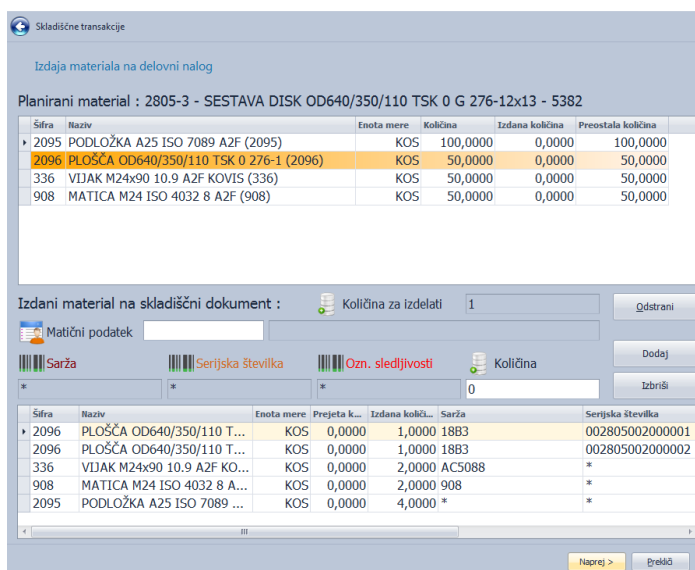 Skladiščne transakcije
Izdaja materiala na delovni nalog
Planirani material : 2805-3 - SESTAVA DISK OD640/350/110 TSK 0 G 276-12x13 - 5382
Šifra Naziv Enota mere Količina Izdana količina Preostala količina
2095 PODLOŽKA A25 ISO 7089 A2F (2095) KOS 100,0000 0,0000 100,0000
2096 PLOŠČA OD640/350/110 TSK 0 276-1 (2096) KOS 50,0000 0,0000 50,0000
336 VIJAK M24x90 10.9 A2F KOVIS (336) KOS 50,0000 0,0000 50,0000
908 MATICA M24 ISO 4032 8 A2F (908) KOS 50,0000 0,0000 50,0000
Izdani material na skladiščni dokument : Količina za izdelati 1 Odstrani
Matični podatek
Sarža Serijska številka Ozn. sledljivosti Količina Dodaj
* * * 0 Izbriši
Šifra Naziv Enota mere Prejeta k... Izdana količi... Sarža Serijska številka
2096 PLOŠČA OD640/350/110 T... KOS 0,0000 1,0000 18B3 002805002000001
2096 PLOŠČA OD640/350/110 T... KOS 0,0000 1,0000 18B3 002805002000002
336 VIJAK M24x90 10.9 A2F KO... KOS 0,0000 2,0000 AC5088 *
908 MATICA M24 ISO 4032 8 A... KOS 0,0000 2,0000 908 *
2095 PODLOŽKA A25 ISO 7089 ... KOS 0,0000 4,0000 * *
Naprej > Prekliči